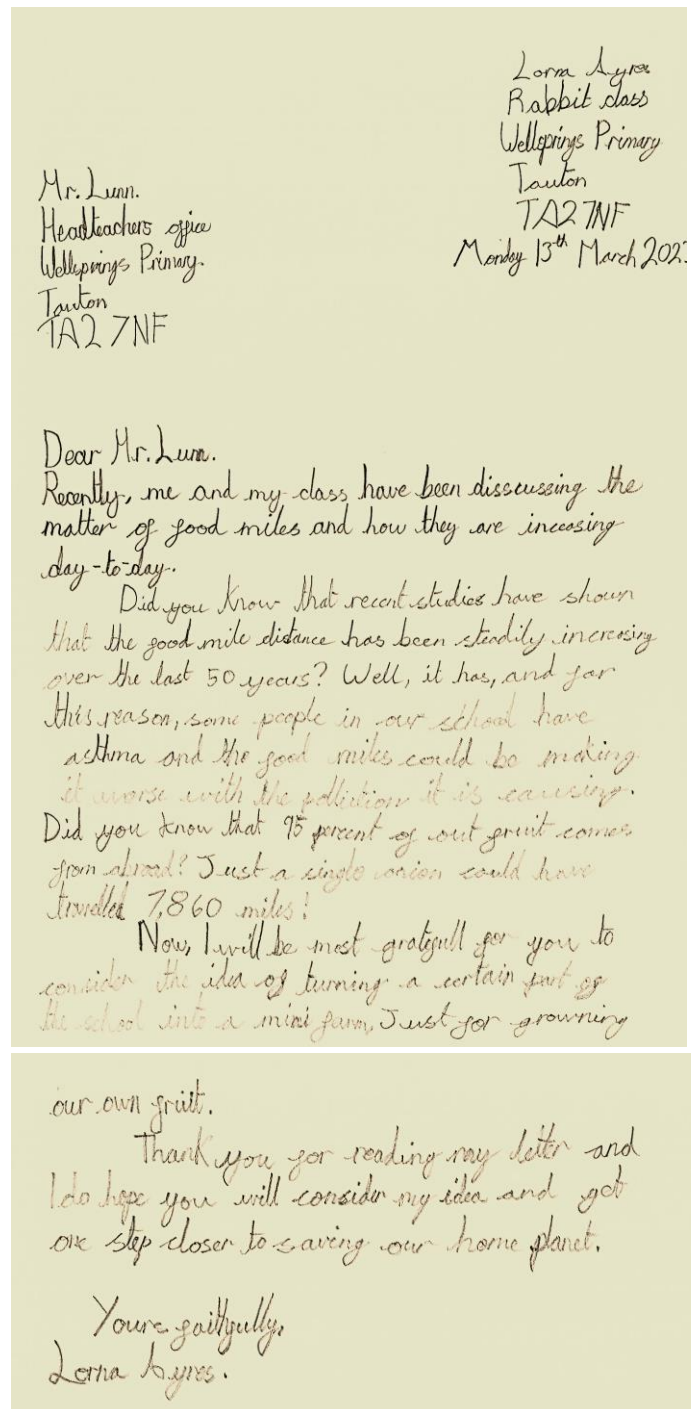 Lorna Ayres
Rabbit class
Wellsprings Primary
Tauton
TA2 7NF
Monday 13th March 2023
Mr. Lunn.
Headteachers office
Wellsprings Primary.
Tauton
TA2 7NF
Dear Mr. Lunn.
Recently, me and my class have been disscussing the
matter of food miles and how they are increasing
day-to-day.
Did you know that recent studies have shown
that the food mile distance has been steadily increasing
over the last 50 years? Well, it has, and for
this reason, some people in our school have
asthma and the food miles could be making
it worse with the pollution it is causing.
Did you know that 95 percent of out fruit comes
from abroad? Just a single onion could have
travelled 7,860 miles!
Now, I will be most gratefull for you to
consider the idea of turning a certain part of
the school into a mini farm, Just for growning
our own friut.
Thank you for reading my letter and
I do hope you will consider my idea and get
one step closer to saving our home planet.
Yours faithfully,
Lorna Ayres.